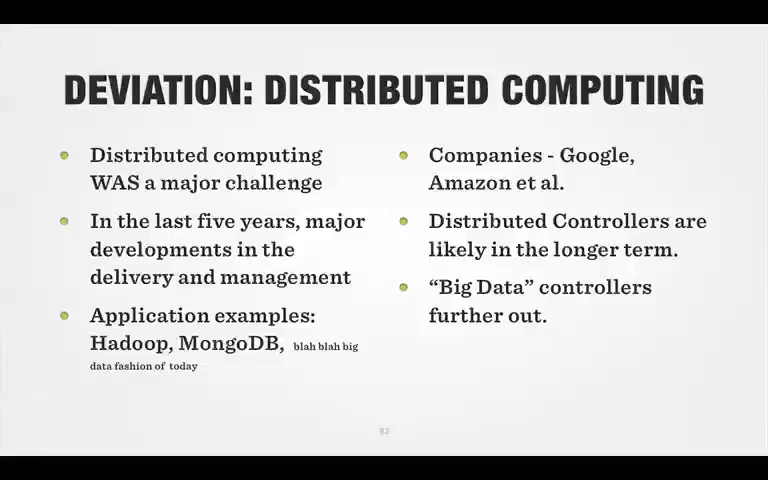 DEVIATION: DISTRIBUTED COMPUTING
Distributed computing
WAS a major challenge
In the last five years, major
developments in the
delivery and management
Application examples:
Hadoop, MongoDB, blah blah big
data fashion of today
Companies - Google,
Amazon et al.
Distributed Controllers are
likely in the longer term.
“Big Data” controllers
further out.